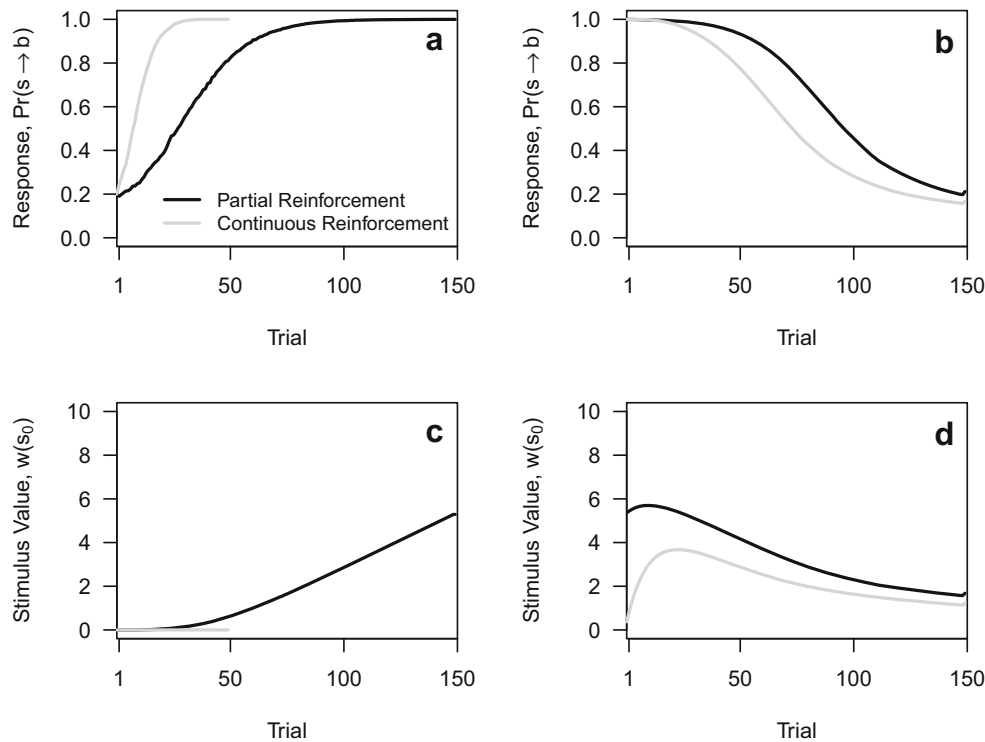 Response, Pr(s → b)
1.0
0.8
0.6
0.4
0.2
0.0
a
Partial Reinforcement
Continuous Reinforcement
1 50 100 150
Trial
Response, Pr(s → b)
1.0
0.8
0.6
0.4
0.2
0.0
b
1 50 100 150
Trial
Stimulus Value, w(s0)
10
8
6
4
2
0
c
1 50 100 150
Trial
Stimulus Value, w(s0)
10
8
6
4
2
0
d
1 50 100 150
Trial